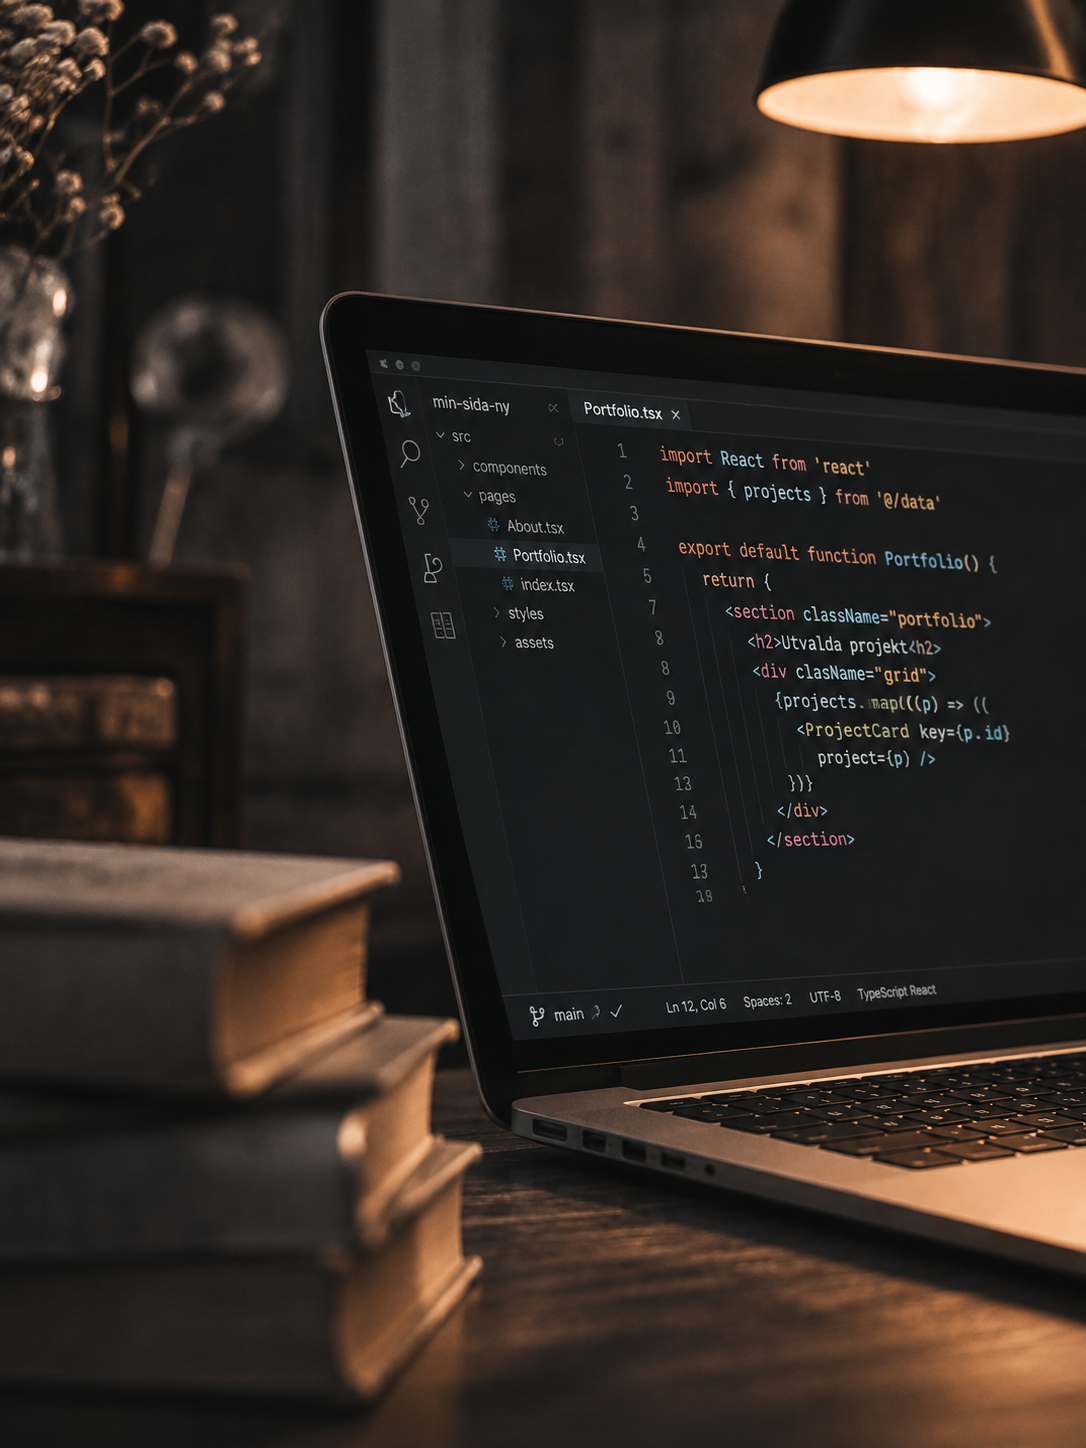 min-sida-ny
src
components
pages
About.tsx
Portfolio.tsx
index.tsx
styles
assets
Portfolio.tsx ×
1 import React from 'react'
2 import { projects } from '@/data'
3
4 export default function Portfolio() {
5 return {
7 <section className="portfolio">
8 <h2>Utvalda projekt<h2>
8 <div clasName="grid">
9 {projects.map(((p) => ((
10 <ProjectCard key={p.id}
11 project={p) />
13 })}
14 </div>
16 </section>
13 }
18
main
Ln 12, Col 6 Spaces: 2 UTF-8 TypeScript React